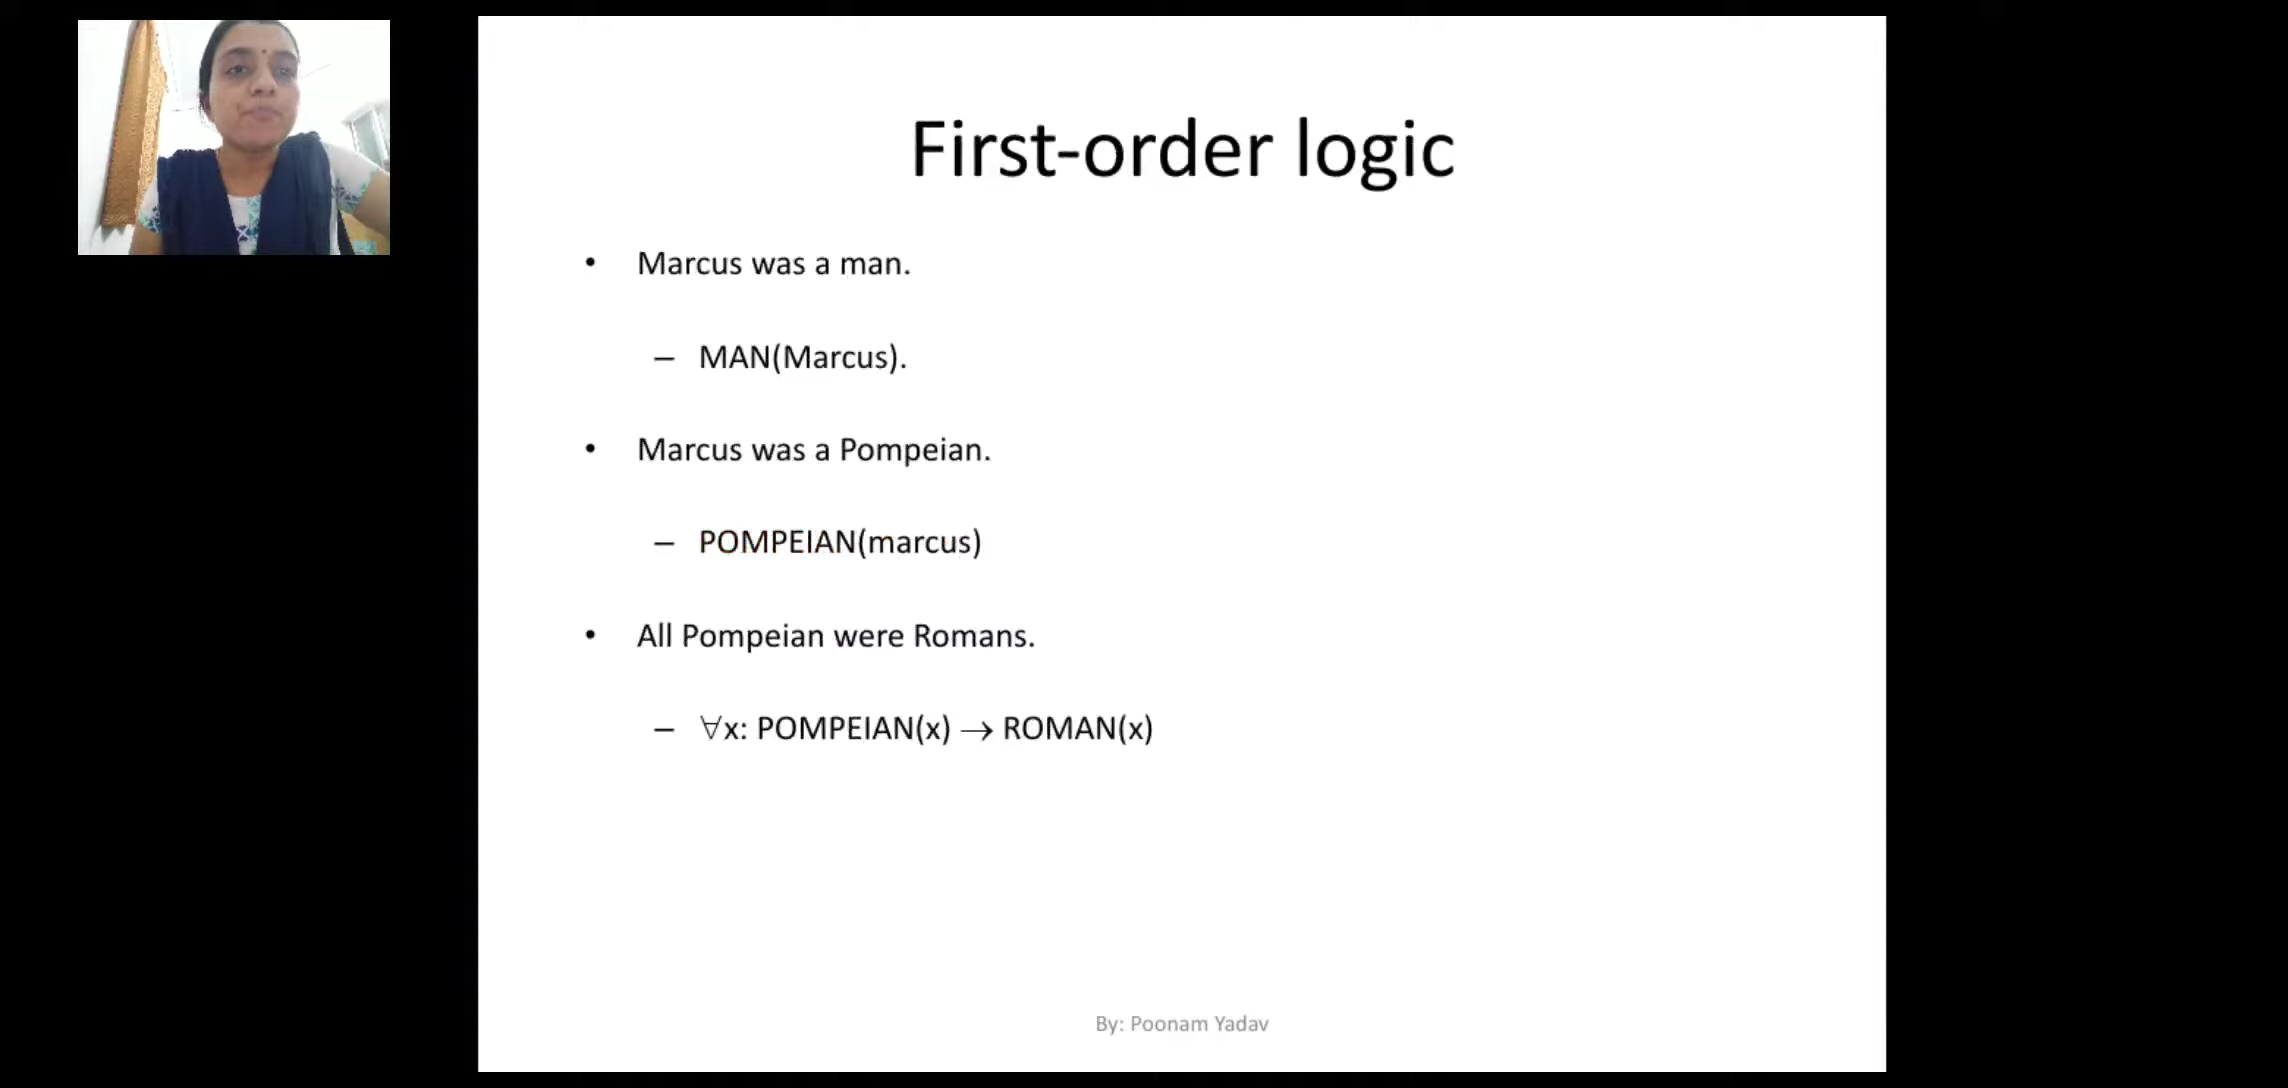 First-order logic
• Marcus was a man.
– MAN(Marcus).
• Marcus was a Pompeian.
– POMPEIAN(marcus)
• All Pompeian were Romans.
– ∀x: POMPEIAN(x) → ROMAN(x)
By: Poonam Yadav